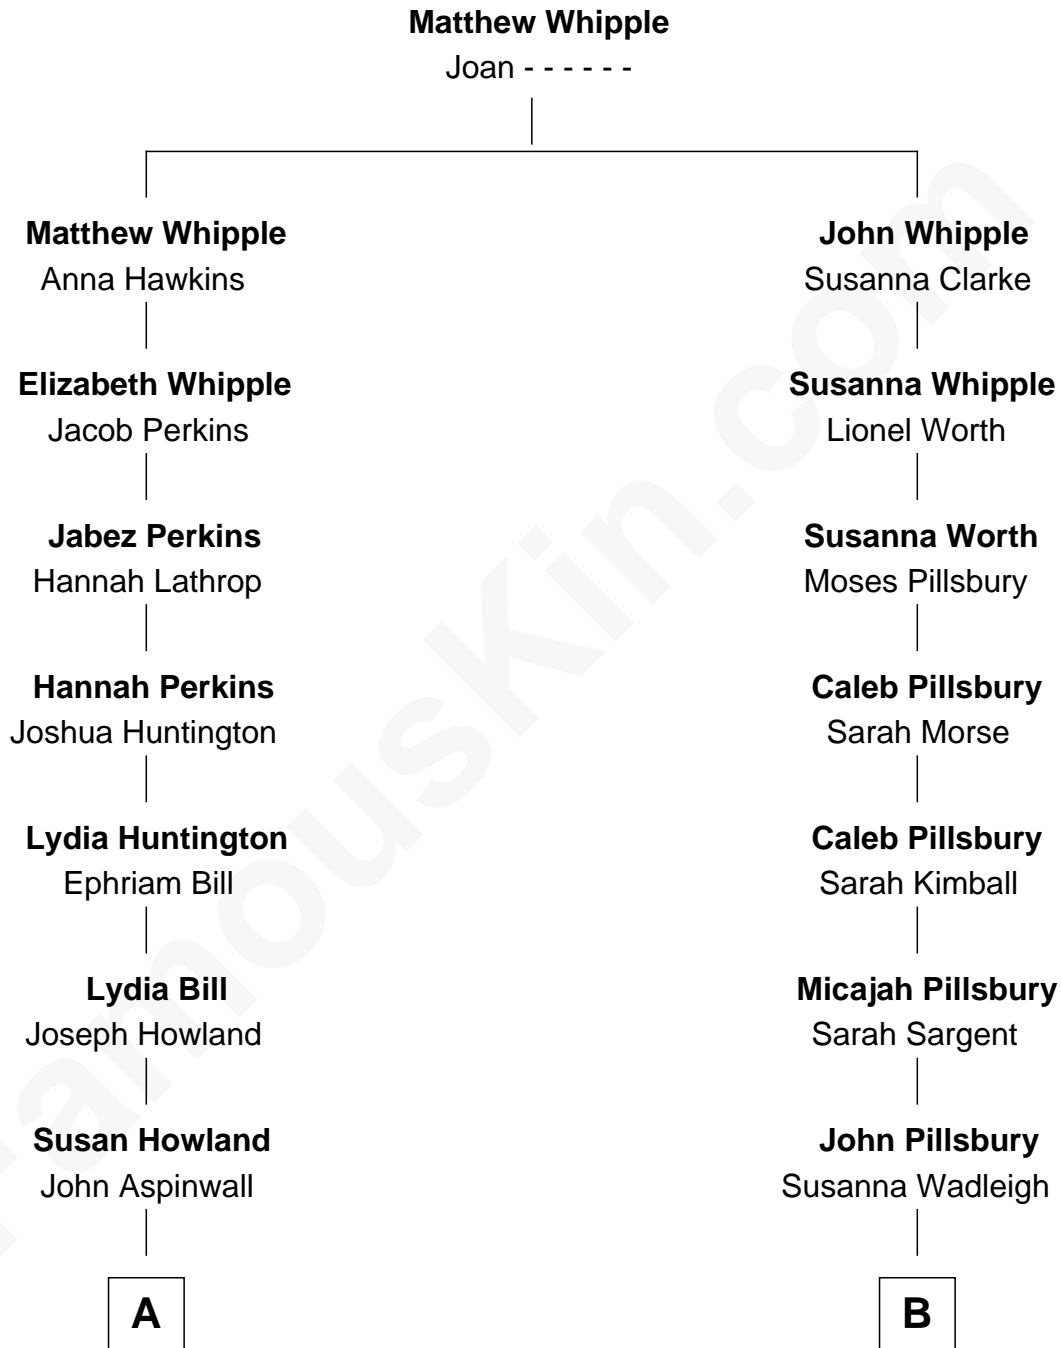 Matthew Whipple
Joan - - - - - -
Matthew Whipple
Anna Hawkins
Elizabeth Whipple
Jacob Perkins
Jabez Perkins
Hannah Lathrop
Hannah Perkins
Joshua Huntington
Lydia Huntington
Ephriam Bill
Lydia Bill
Joseph Howland
Susan Howland
John Aspinwall
A
John Whipple
Susanna Clarke
Susanna Whipple
Lionel Worth
Susanna Worth
Moses Pillsbury
Caleb Pillsbury
Sarah Morse
Caleb Pillsbury
Sarah Kimball
Micajah Pillsbury
Sarah Sargent
John Pillsbury
Susanna Wadleigh
B
FamousKin.com